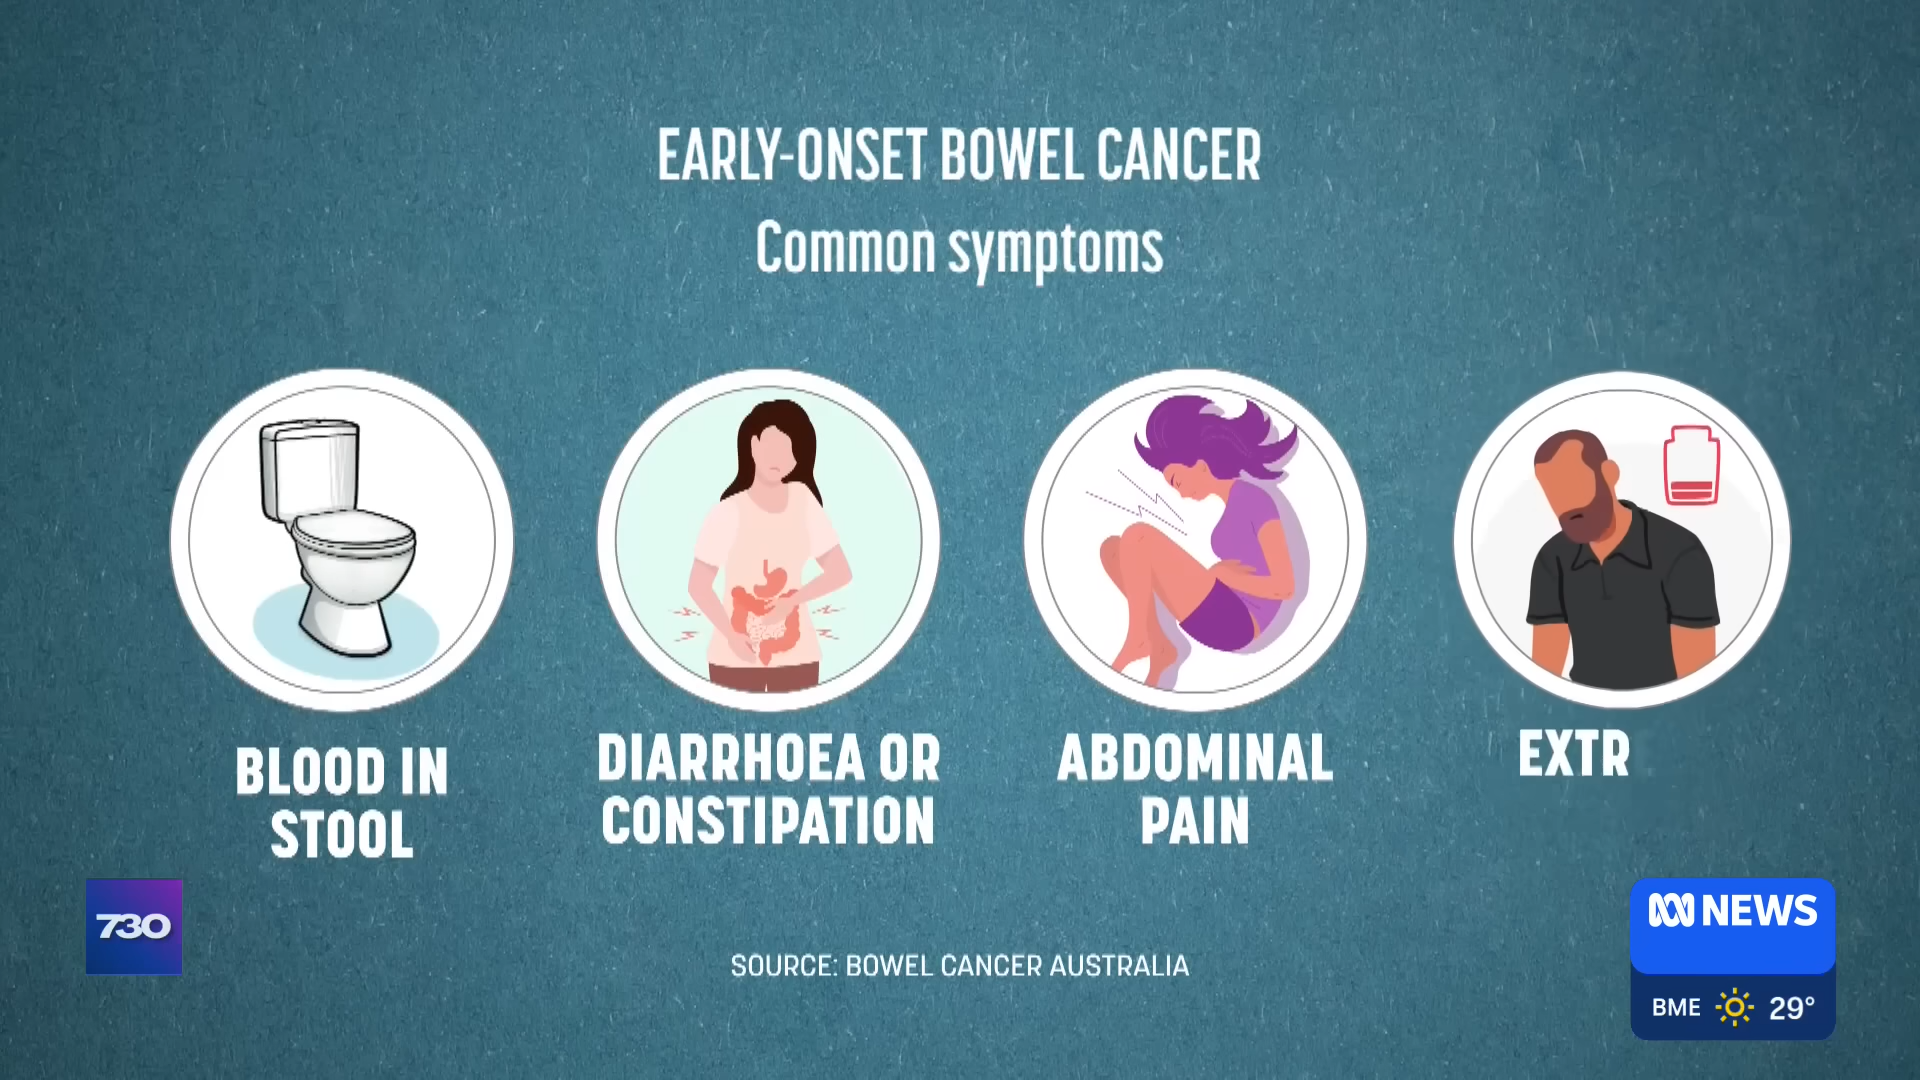 EARLY-ONSET BOWEL CANCER
Common symptoms
BLOOD IN
STOOL
DIARRHOEA OR
CONSTIPATION
ABDOMINAL
PAIN
EXTR
730
SOURCE: BOWEL CANCER AUSTRALIA
NEWS
BME 29°